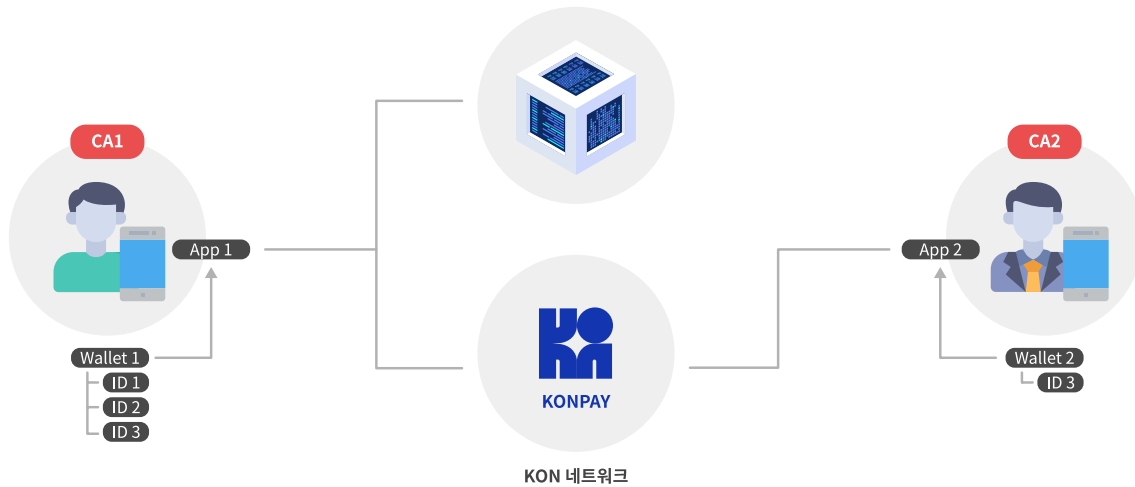 CA1
App 1
Wallet 1
ID 1
ID 2
ID 3
KONPAY
KON 네트워크
CA2
App 2
Wallet 2
ID 3